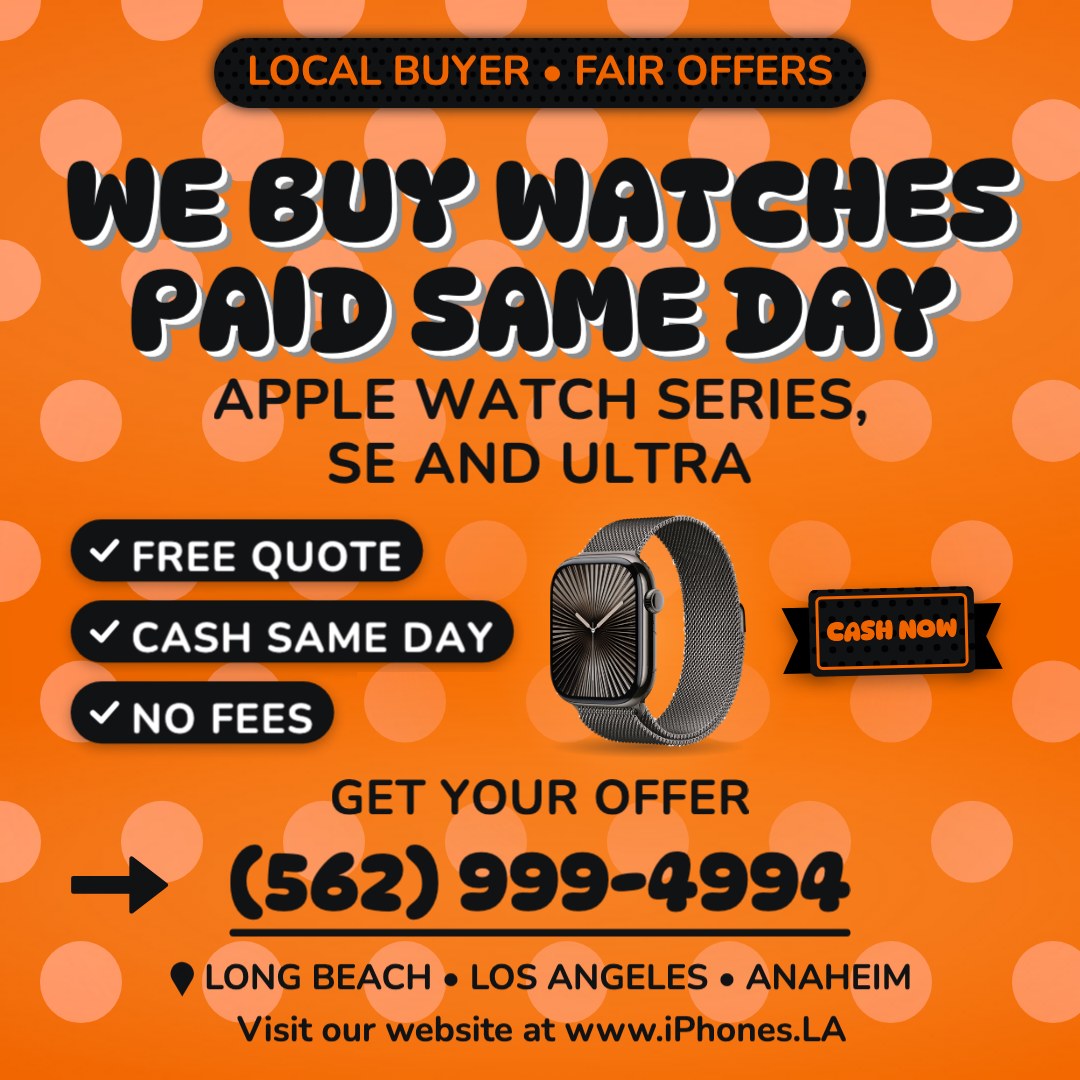 LOCAL BUYER • FAIR OFFERS
WE BUY WATCHES
PAID SAME DAY
APPLE WATCH SERIES,
SE AND ULTRA
FREE QUOTE
CASH SAME DAY
NO FEES
CASH NOW
GET YOUR OFFER
(562) 999-4994
LONG BEACH • LOS ANGELES • ANAHEIM
Visit our website at www.iPhones.LA